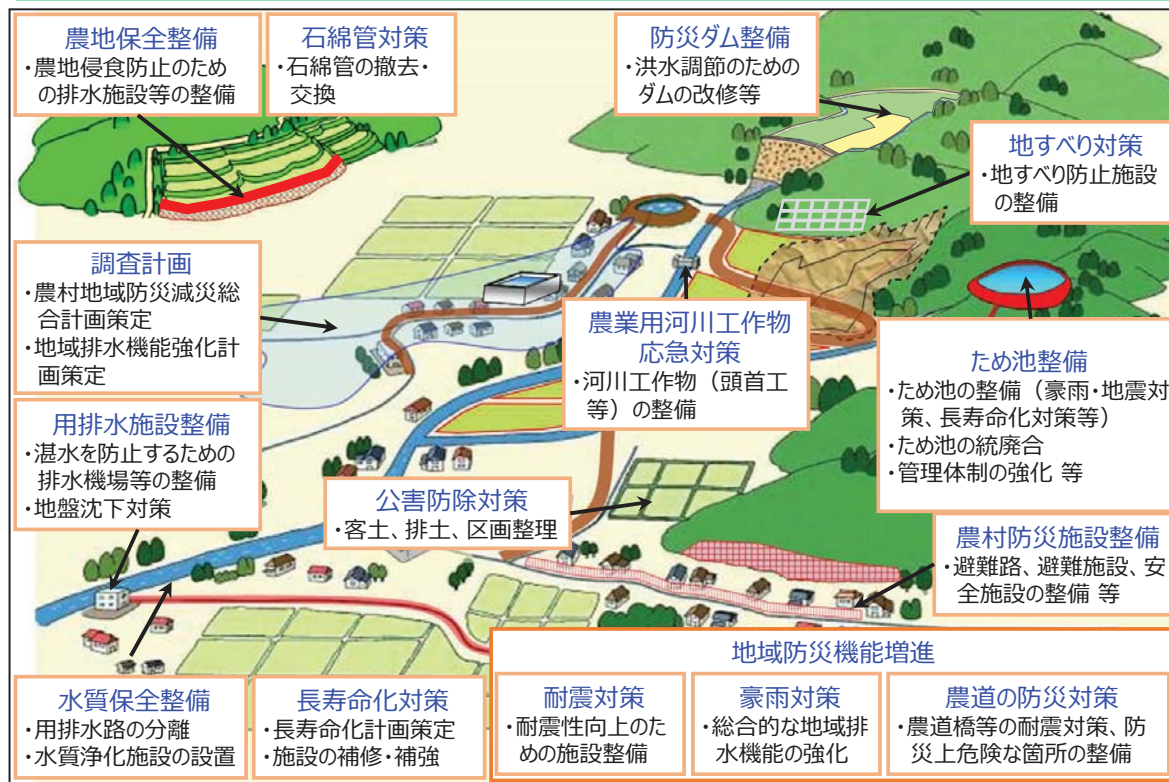 農地保全整備
・農地侵食防止のため
の排水施設等の整備
石綿管対策
・石綿管の撤去・
交換
防災ダム整備
・洪水調節のための
ダムの改修等
地すべり対策
・地すべり防止施設
の整備
調査計画
・農村地域防災減災総
合計画策定
・地域排水機能強化計
画策定
農業用河川工作物
応急対策
・河川工作物（頭首工
等）の整備
ため池整備
・ため池の整備（豪雨・地震対
策、長寿命化対策等）
・ため池の統廃合
・管理体制の強化 等
用排水施設整備
・湛水を防止するための
排水機場等の整備
・地盤沈下対策
公害防除対策
・客土、排土、区画整理
農村防災施設整備
・避難路、避難施設、安
全施設の整備 等
水質保全整備
・用排水路の分離
・水質浄化施設の設置
長寿命化対策
・長寿命化計画策定
・施設の補修・補強
地域防災機能増進
耐震対策
・耐震性向上のた
めの施設整備
豪雨対策
・総合的な地域排
水機能の強化
農道の防災対策
・農道橋等の耐震対策、防
災上危険な箇所の整備